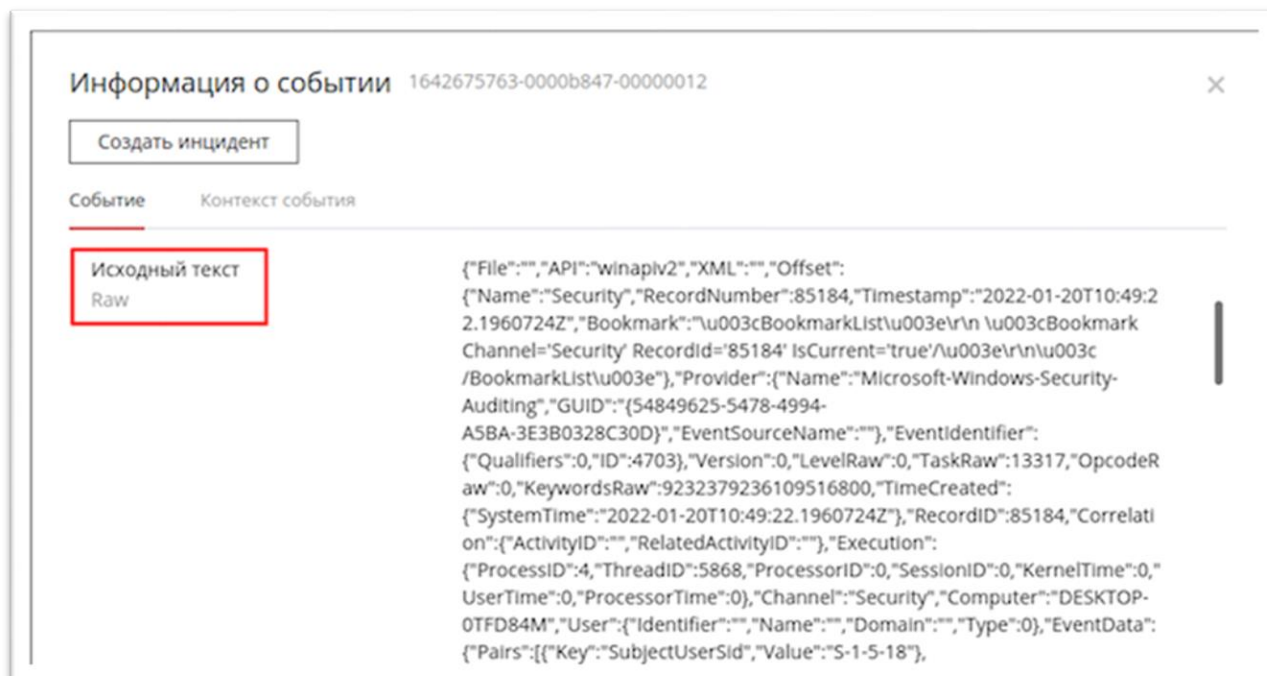 Информация о событии 1642675763-0000b847-00000012
Создать инцидент
Событие Контекст события
Исходный текст
Raw
{"File":"","API":"winapiv2","XML":"","Offset":
{"Name":"Security","RecordNumber":85184,"Timestamp":"2022-01-20T10:49:2
2.1960724Z","Bookmark":"\u003cBookmarkList\u003e\r\n \u003cBookmark
Channel='Security' RecordId='85184' IsCurrent='true'/\u003e\r\n\u003c
/BookmarkList\u003e"},"Provider":{"Name":"Microsoft-Windows-Security-
Auditing","GUID":"{54849625-5478-4994-
A5BA-3E3B0328C30D}","EventSourceName":""},"EventIdentifier":
{"Qualifiers":0,"ID":4703},"Version":0,"LevelRaw":0,"TaskRaw":13317,"OpcodeR
aw":0,"KeywordsRaw":9232379236109516800,"TimeCreated":
{"SystemTime":"2022-01-20T10:49:22.1960724Z"},"RecordID":85184,"Correlati
on":{"ActivityID":"","RelatedActivityID":""},"Execution":
{"ProcessID":4,"ThreadID":5868,"ProcessorID":0,"SessionID":0,"KernelTime":0,"
UserTime":0,"ProcessorTime":0},"Channel":"Security","Computer":"DESKTOP-
0TFD84M","User":{"Identifier":"","Name":"","Domain":"","Type":0},"EventData":
{"Pairs":[{"Key":"SubjectUserSid","Value":"S-1-5-18"},